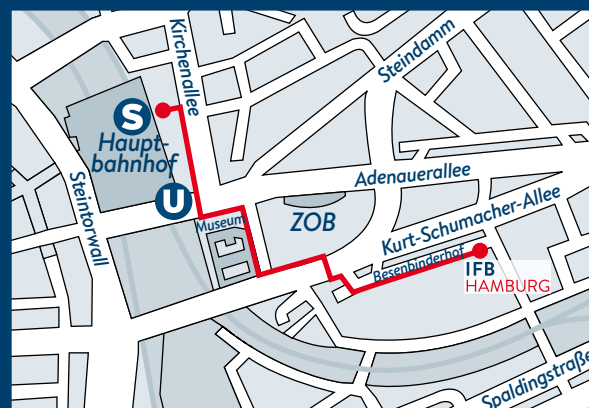 Kirchenallee
Steindamm
S
Haupt-
bahnhof
Steintorwall
U
Adenauerallee
Museum
ZOB
Kurt-Schumacher-Allee
Besenbinderhof
IFB
HAMBURG
Spaldingstraße